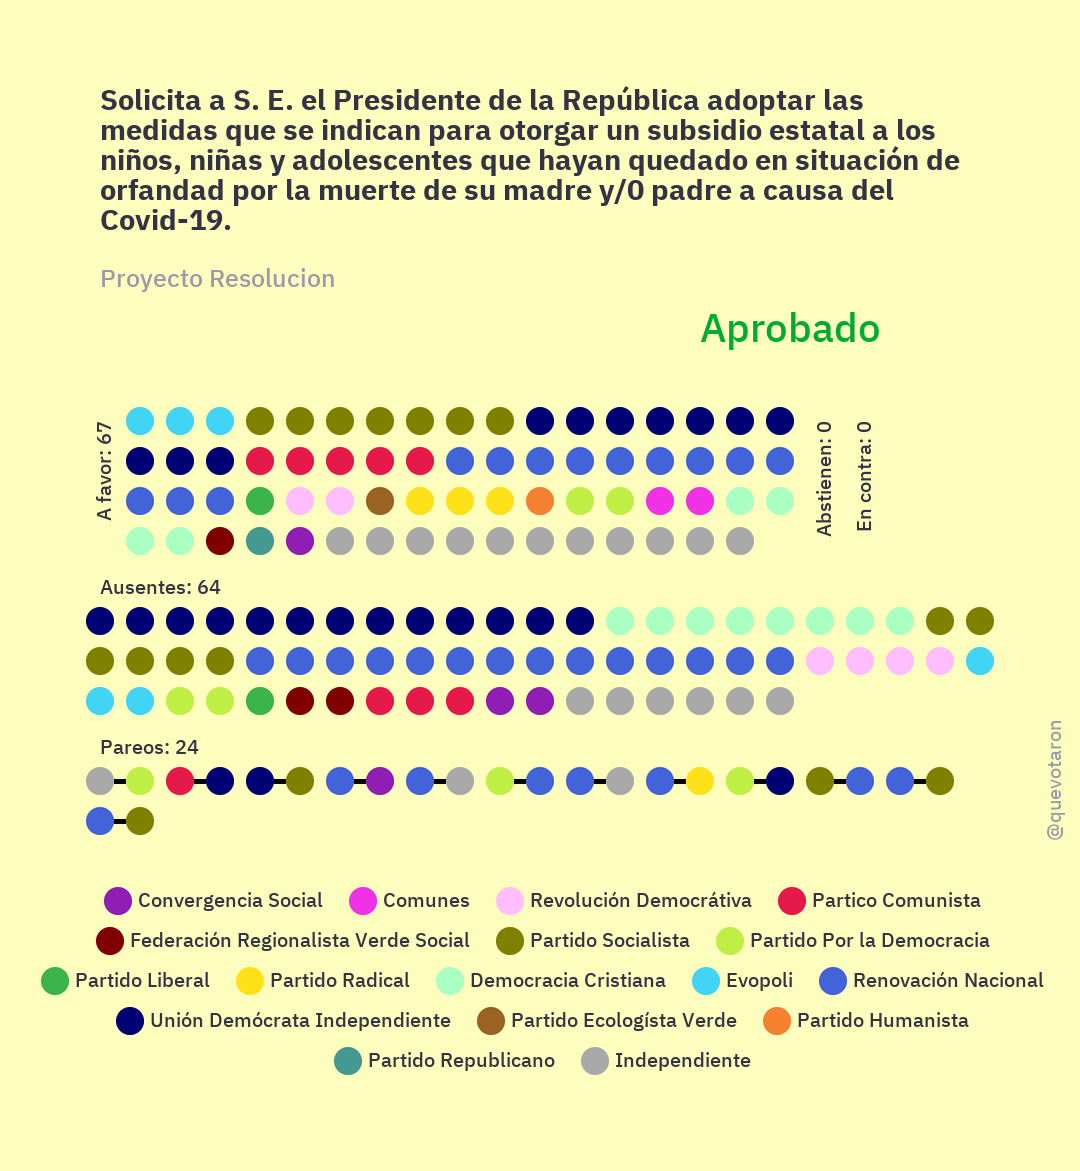 Solicita a S. E. el Presidente de la República adoptar las
medidas que se indican para otorgar un subsidio estatal a los
niños, niñas y adolescentes que hayan quedado en situación de
orfandad por la muerte de su madre y/0 padre a causa del
Covid-19.
Proyecto Resolucion
Aprobado
A favor: 67
Abstienen: 0
En contra: 0
Ausentes: 64
Pareos: 24
@quevotaron
Convergencia Social
Comunes
Revolución Democrátiva
Partico Comunista
Federación Regionalista Verde Social
Partido Socialista
Partido Por la Democracia
Partido Liberal
Partido Radical
Democracia Cristiana
Evopoli
Renovación Nacional
Unión Demócrata Independiente
Partido Ecologísta Verde
Partido Humanista
Partido Republicano
Independiente